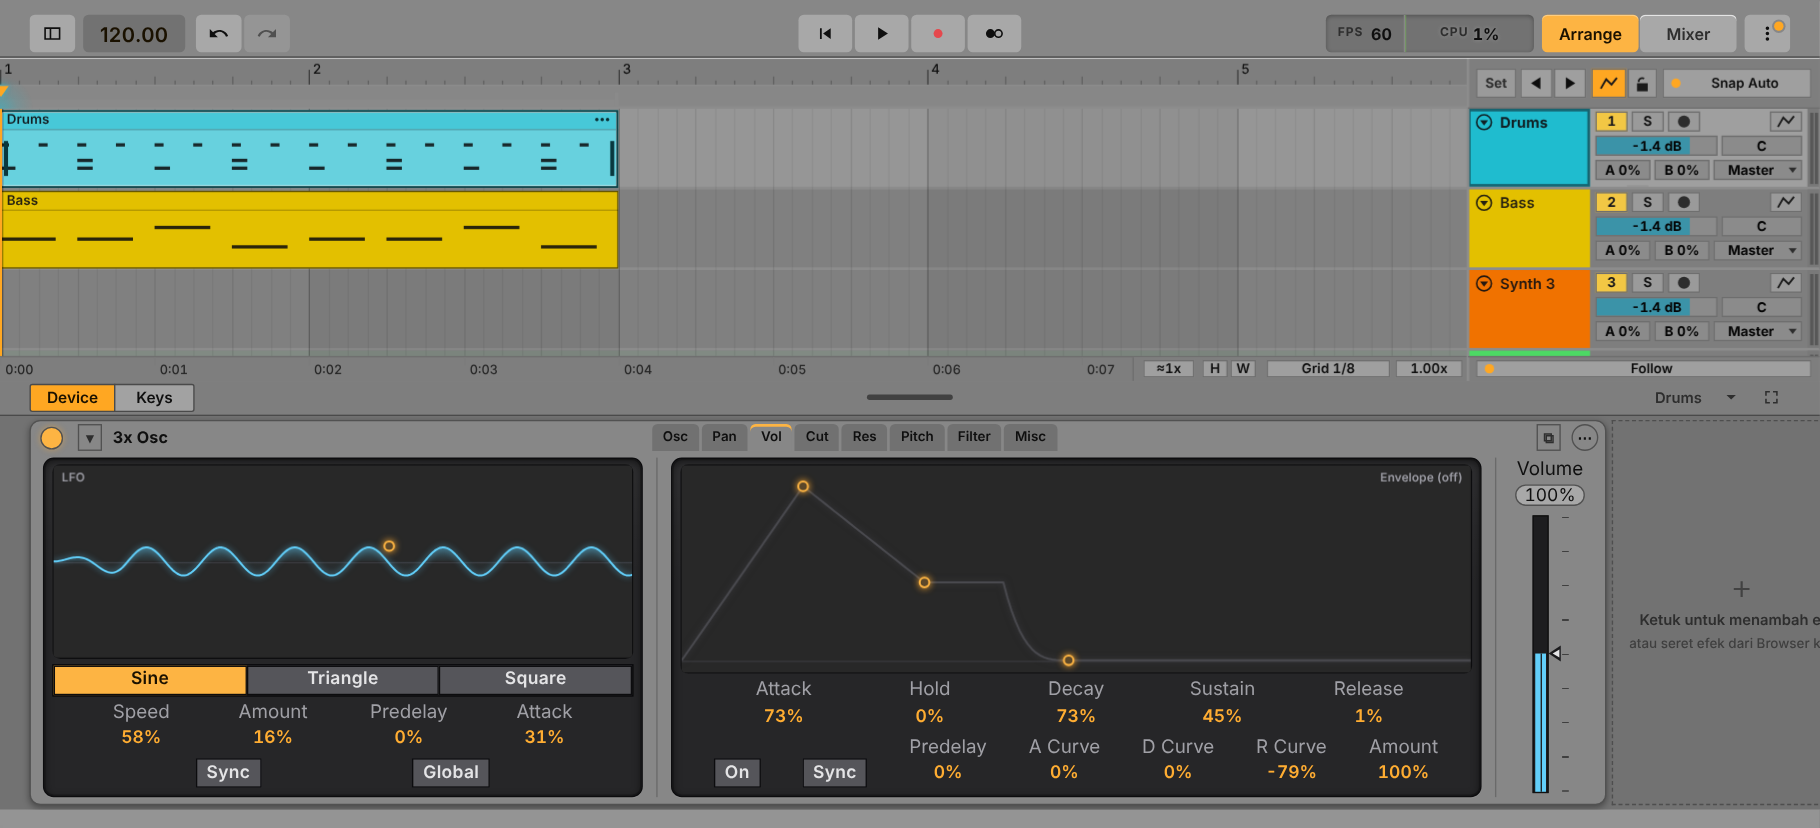 120.00
FPS 60
CPU 1%
Arrange
Mixer
1 2 3 4 5
Set
Snap Auto
Drums
Drums
1 S
-1.4 dB C
A 0% B 0% Master
Bass
Bass
2 S
-1.4 dB C
A 0% B 0% Master
Synth 3
3 S
-1.4 dB C
A 0% B 0% Master
0:00 0:01 0:02 0:03 0:04 0:05 0:06 0:07
≈1x H W Grid 1/8 1.00x
Follow
Device Keys
Drums
3x Osc
Osc Pan Vol Cut Res Pitch Filter Misc
LFO
Sine Triangle Square
Speed Amount Predelay Attack
58% 16% 0% 31%
Sync Global
Envelope (off)
Attack Hold Decay Sustain Release
73% 0% 73% 45% 1%
Predelay A Curve D Curve R Curve Amount
On Sync 0% 0% 0% -79% 100%
Volume
100%
Ketuk untuk menambah e
atau seret efek dari Browser k